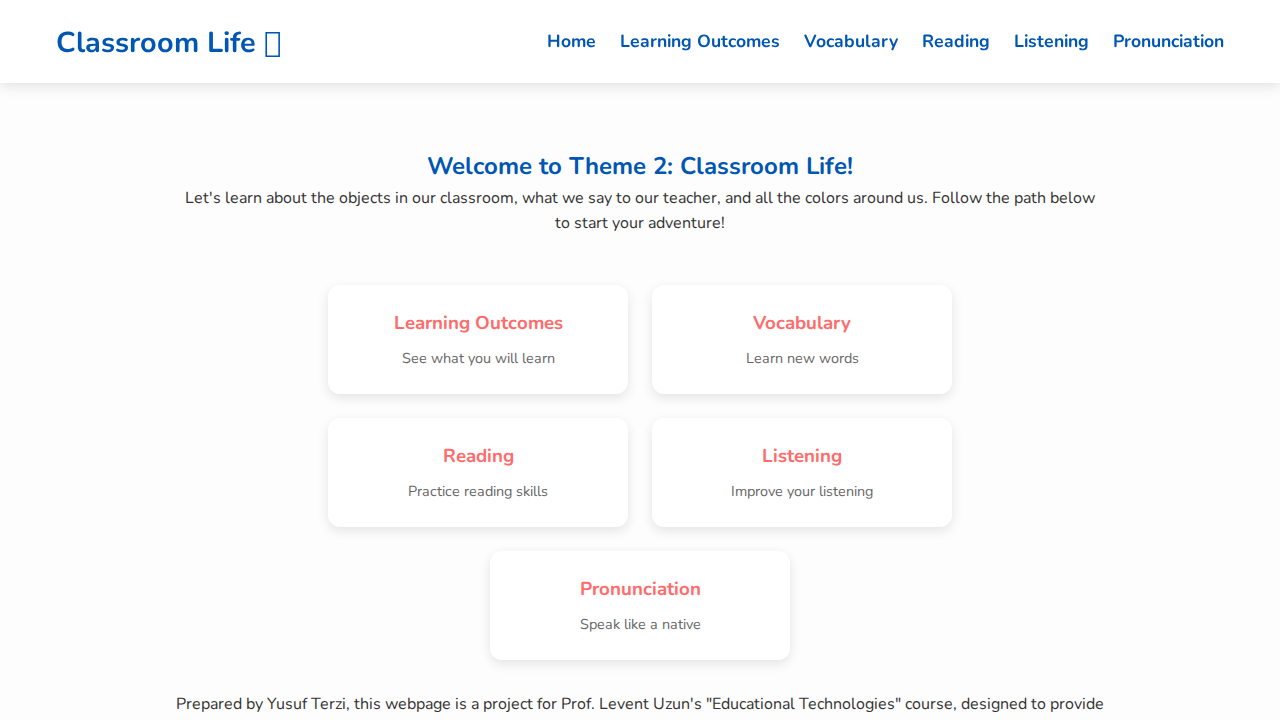 Classroom Life
Home Learning Outcomes Vocabulary Reading Listening Pronunciation
Welcome to Theme 2: Classroom Life!
Let's learn about the objects in our classroom, what we say to our teacher, and all the colors around us. Follow the path below
to start your adventure!
Learning Outcomes
See what you will learn
Vocabulary
Learn new words
Reading
Practice reading skills
Listening
Improve your listening
Pronunciation
Speak like a native
Prepared by Yusuf Terzi, this webpage is a project for Prof. Levent Uzun's "Educational Technologies" course, designed to provide